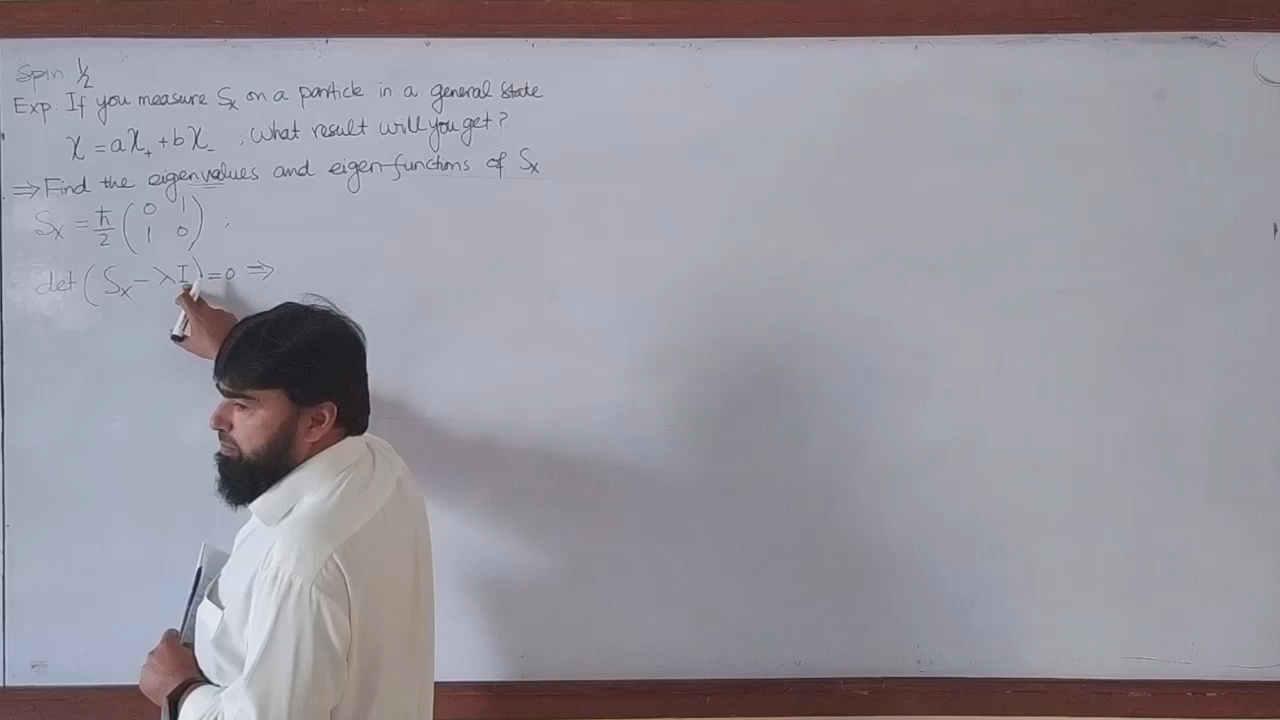 Spin ½
Exp: If you measure Sₓ on a particle in a general state
χ = aχ₊ + bχ₋ , What result will you get?
⇒ Find the eigenvalues and eigen-functions of Sₓ
Sₓ = ħ/2 (0 1 1 0) ;
det (Sₓ − λI) = 0 ⇒